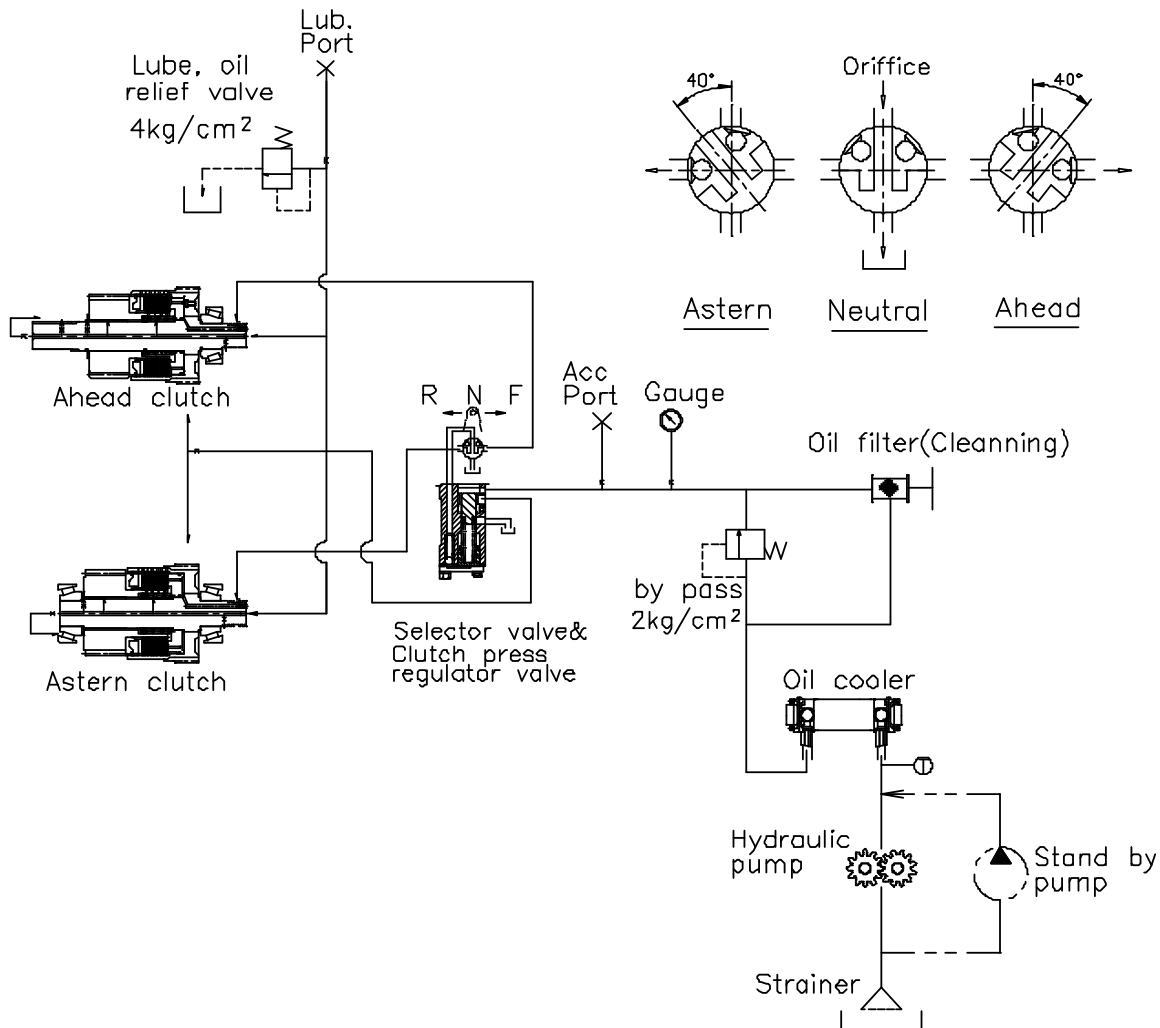 Lub.
Port
Lube, oil
relief valve
4kg/cm²
Oriffice
40°
40°
Astern
Neutral
Ahead
Ahead clutch
R N F
Acc
Port
Gauge
Oil filter(Cleanning)
by pass
2kg/cm²
Selector valve&
Clutch press
regulator valve
Astern clutch
Oil cooler
T
Hydraulic
pump
Stand by
pump
Strainer